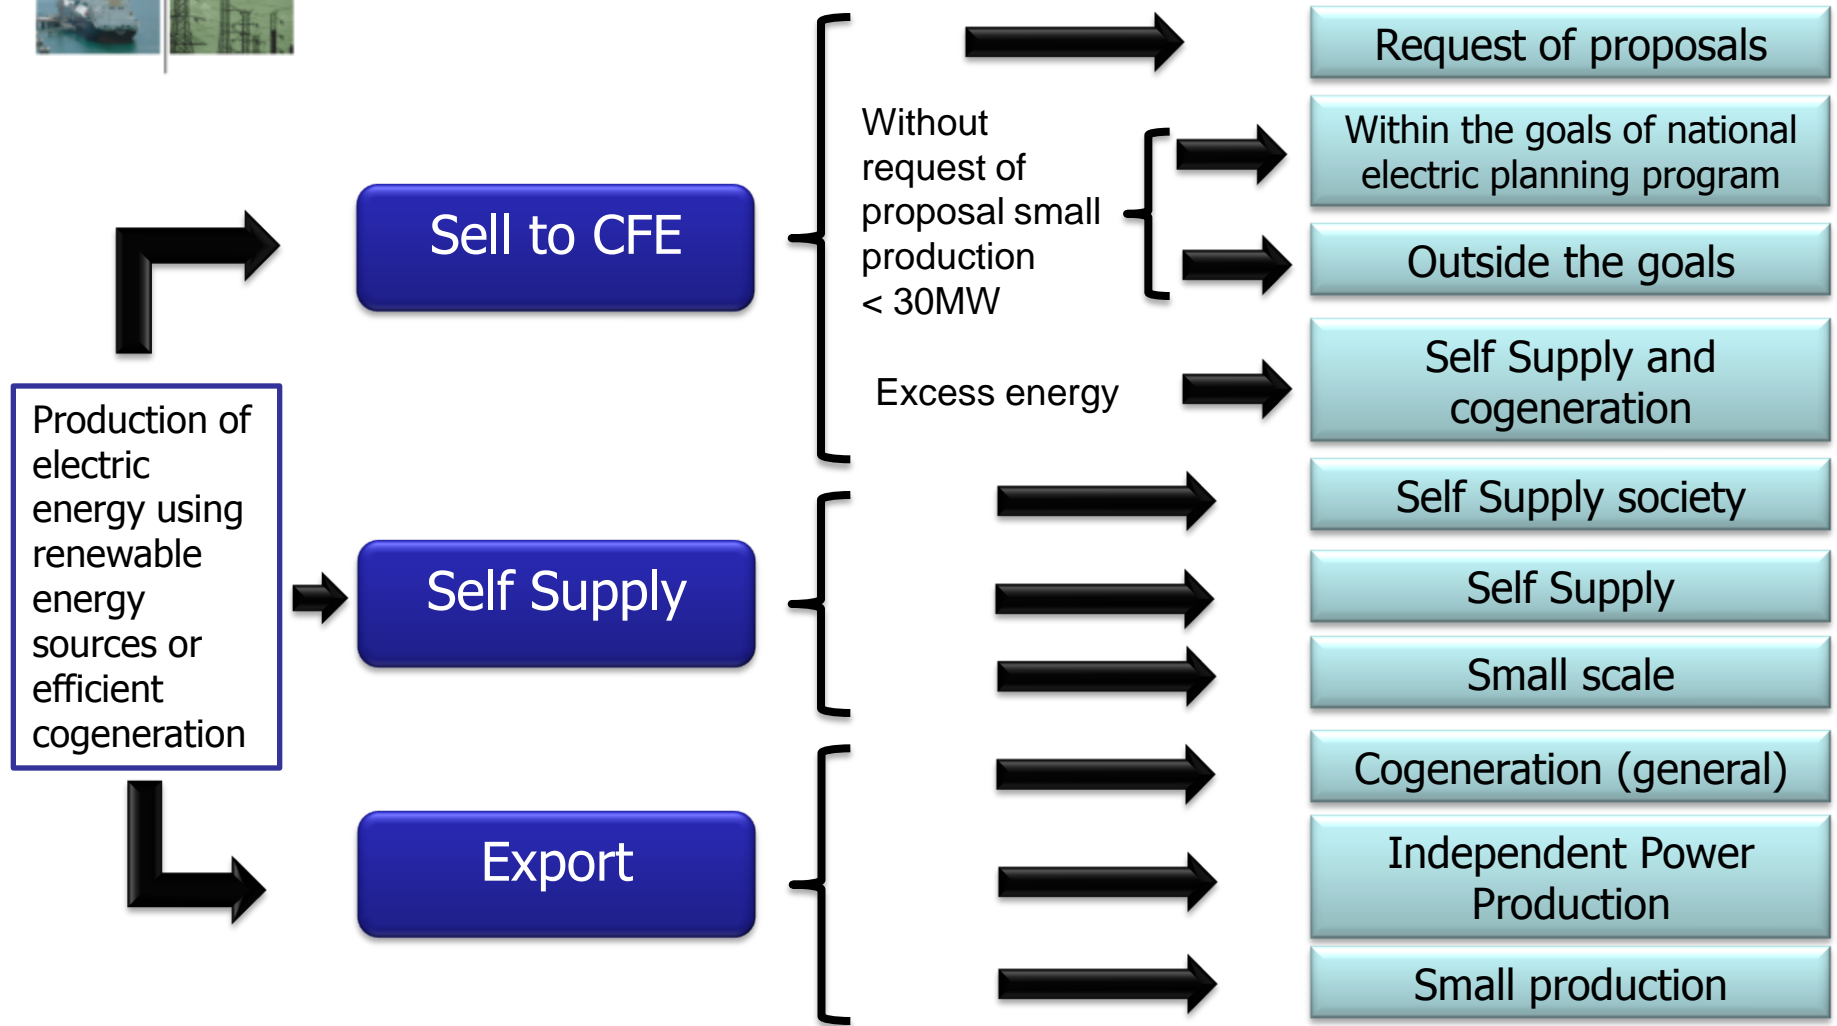 Production of
electric
energy using
renewable
energy
sources or
efficient
cogeneration
Sell to CFE
Request of proposals
Without
request of
proposal small
production
< 30MW
Within the goals of national
electric planning program
Outside the goals
Excess energy
Self Supply and
cogeneration
Self Supply
Self Supply society
Self Supply
Small scale
Export
Cogeneration (general)
Independent Power
Production
Small production